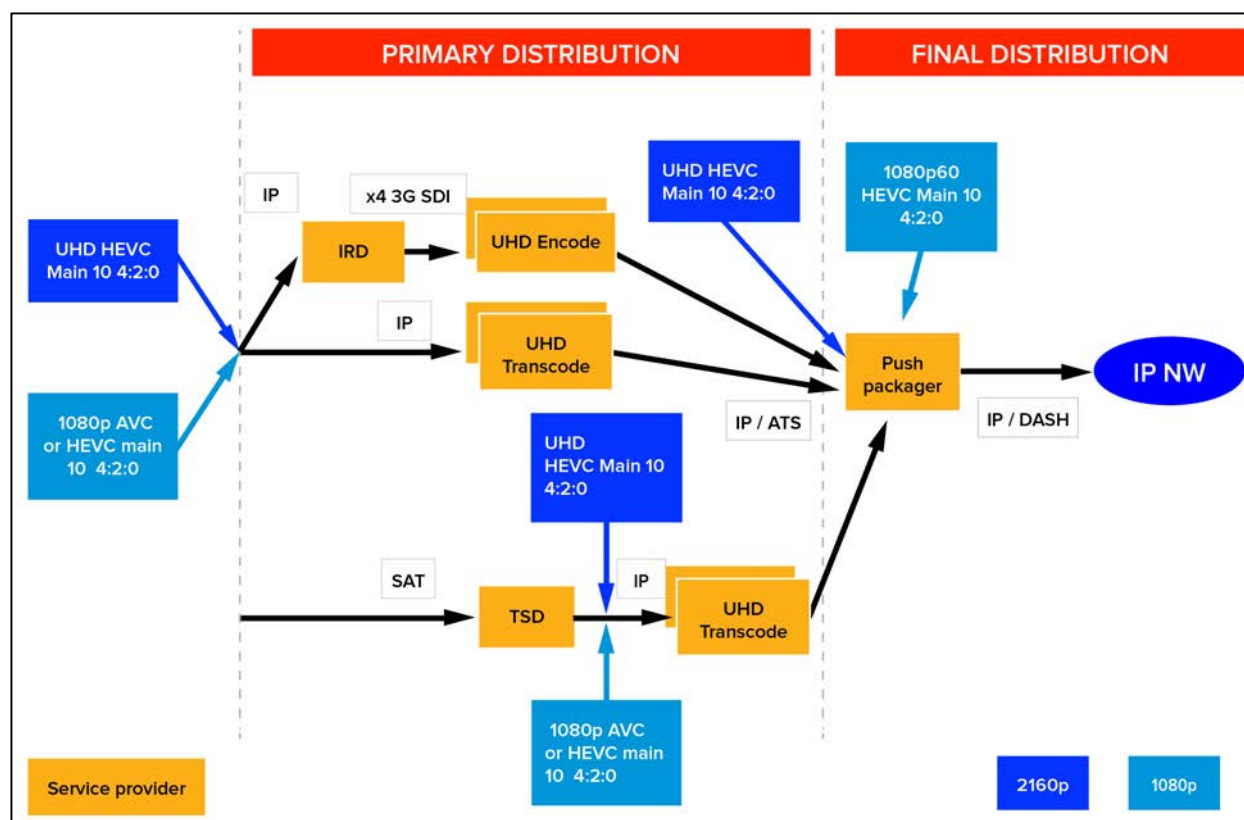 PRIMARY DISTRIBUTION
FINAL DISTRIBUTION
IP
x4 3G SDI
UHD HEVC
Main 10 4:2:0
1080p60
HEVC Main 10
4:2:0
UHD HEVC
Main 10 4:2:0
IRD
UHD Encode
IP
UHD
Transcode
Push
packager
IP NW
1080p AVC
or HEVC main
10 4:2:0
IP / ATS
IP / DASH
UHD
HEVC Main 10
4:2:0
SAT
IP
TSD
UHD
Transcode
1080p AVC
or HEVC main
10 4:2:0
Service provider
2160p
1080p